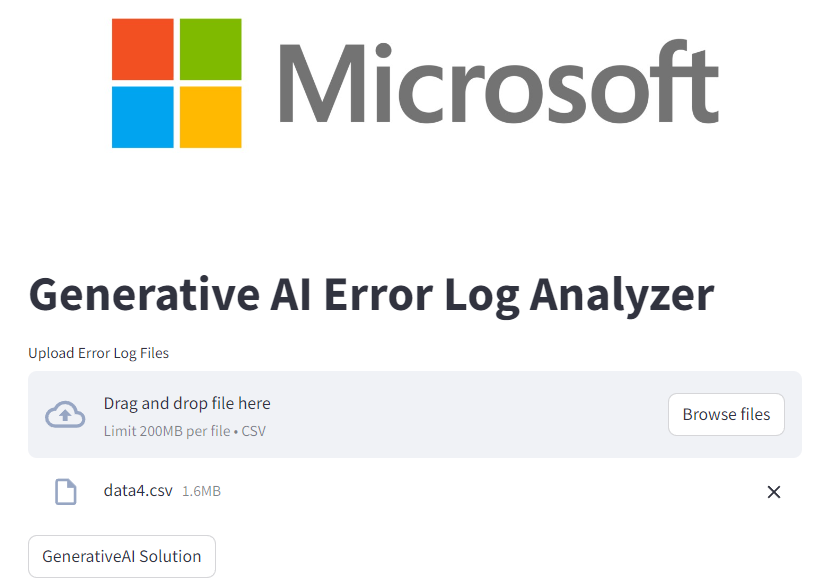 Microsoft
Generative AI Error Log Analyzer
Upload Error Log Files
Drag and drop file here
Limit 200MB per file • CSV
Browse files
data4.csv 1.6MB
GenerativeAI Solution